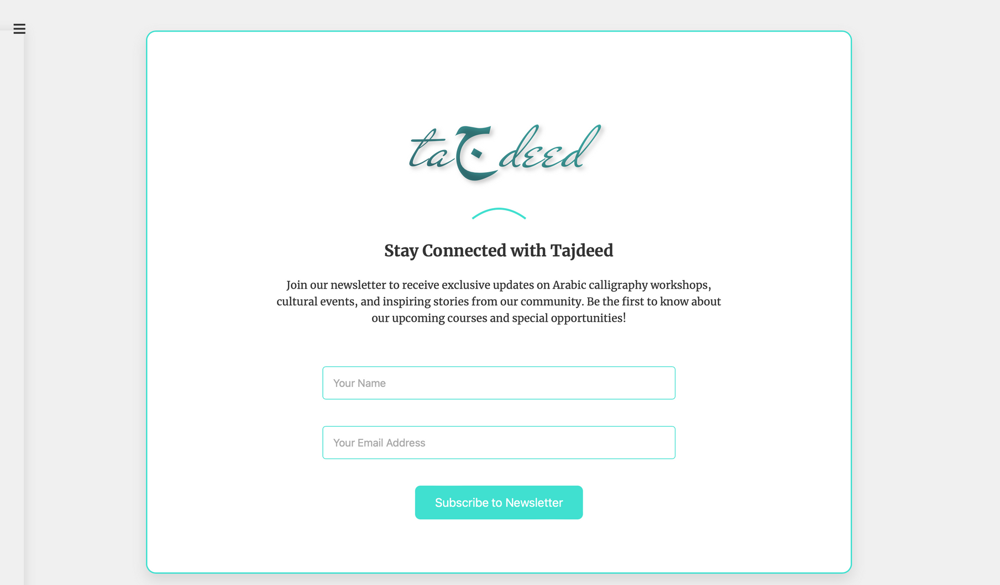 taجdeed
Stay Connected with Tajdeed
Join our newsletter to receive exclusive updates on Arabic calligraphy workshops,
cultural events, and inspiring stories from our community. Be the first to know about
our upcoming courses and special opportunities!
Your Name
Your Email Address
Subscribe to Newsletter